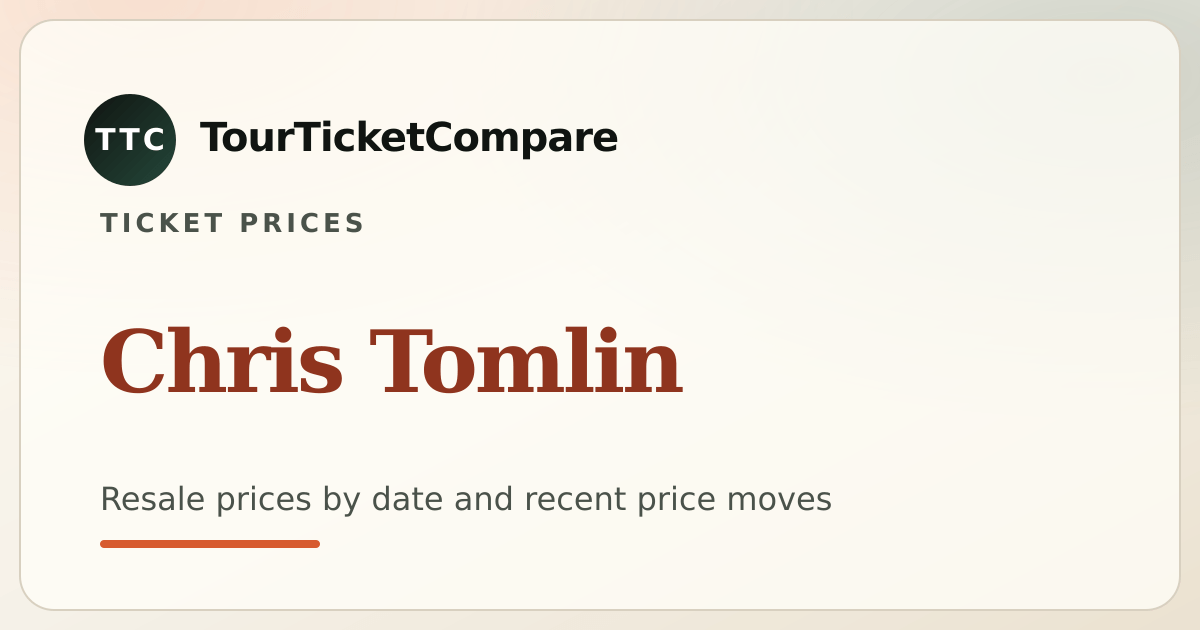 TTC TourTicketCompare
TICKET PRICES
Chris Tomlin
Resale prices by date and recent price moves